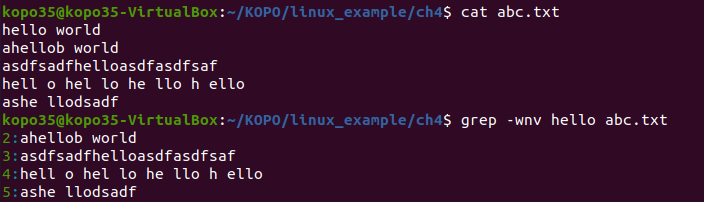 kopo35@kopo35-VirtualBox:~/KOPO/linux_example/ch4$ cat abc.txt
hello world
ahellob world
asdfsadfhelloasdfasdfsaf
hell o hel lo he llo h ello
ashe llodsadf
kopo35@kopo35-VirtualBox:~/KOPO/linux_example/ch4$ grep -wnv hello abc.txt
2:ahellob world
3:asdfsadfhelloasdfasdfsaf
4:hell o hel lo he llo h ello
5:ashe llodsadf